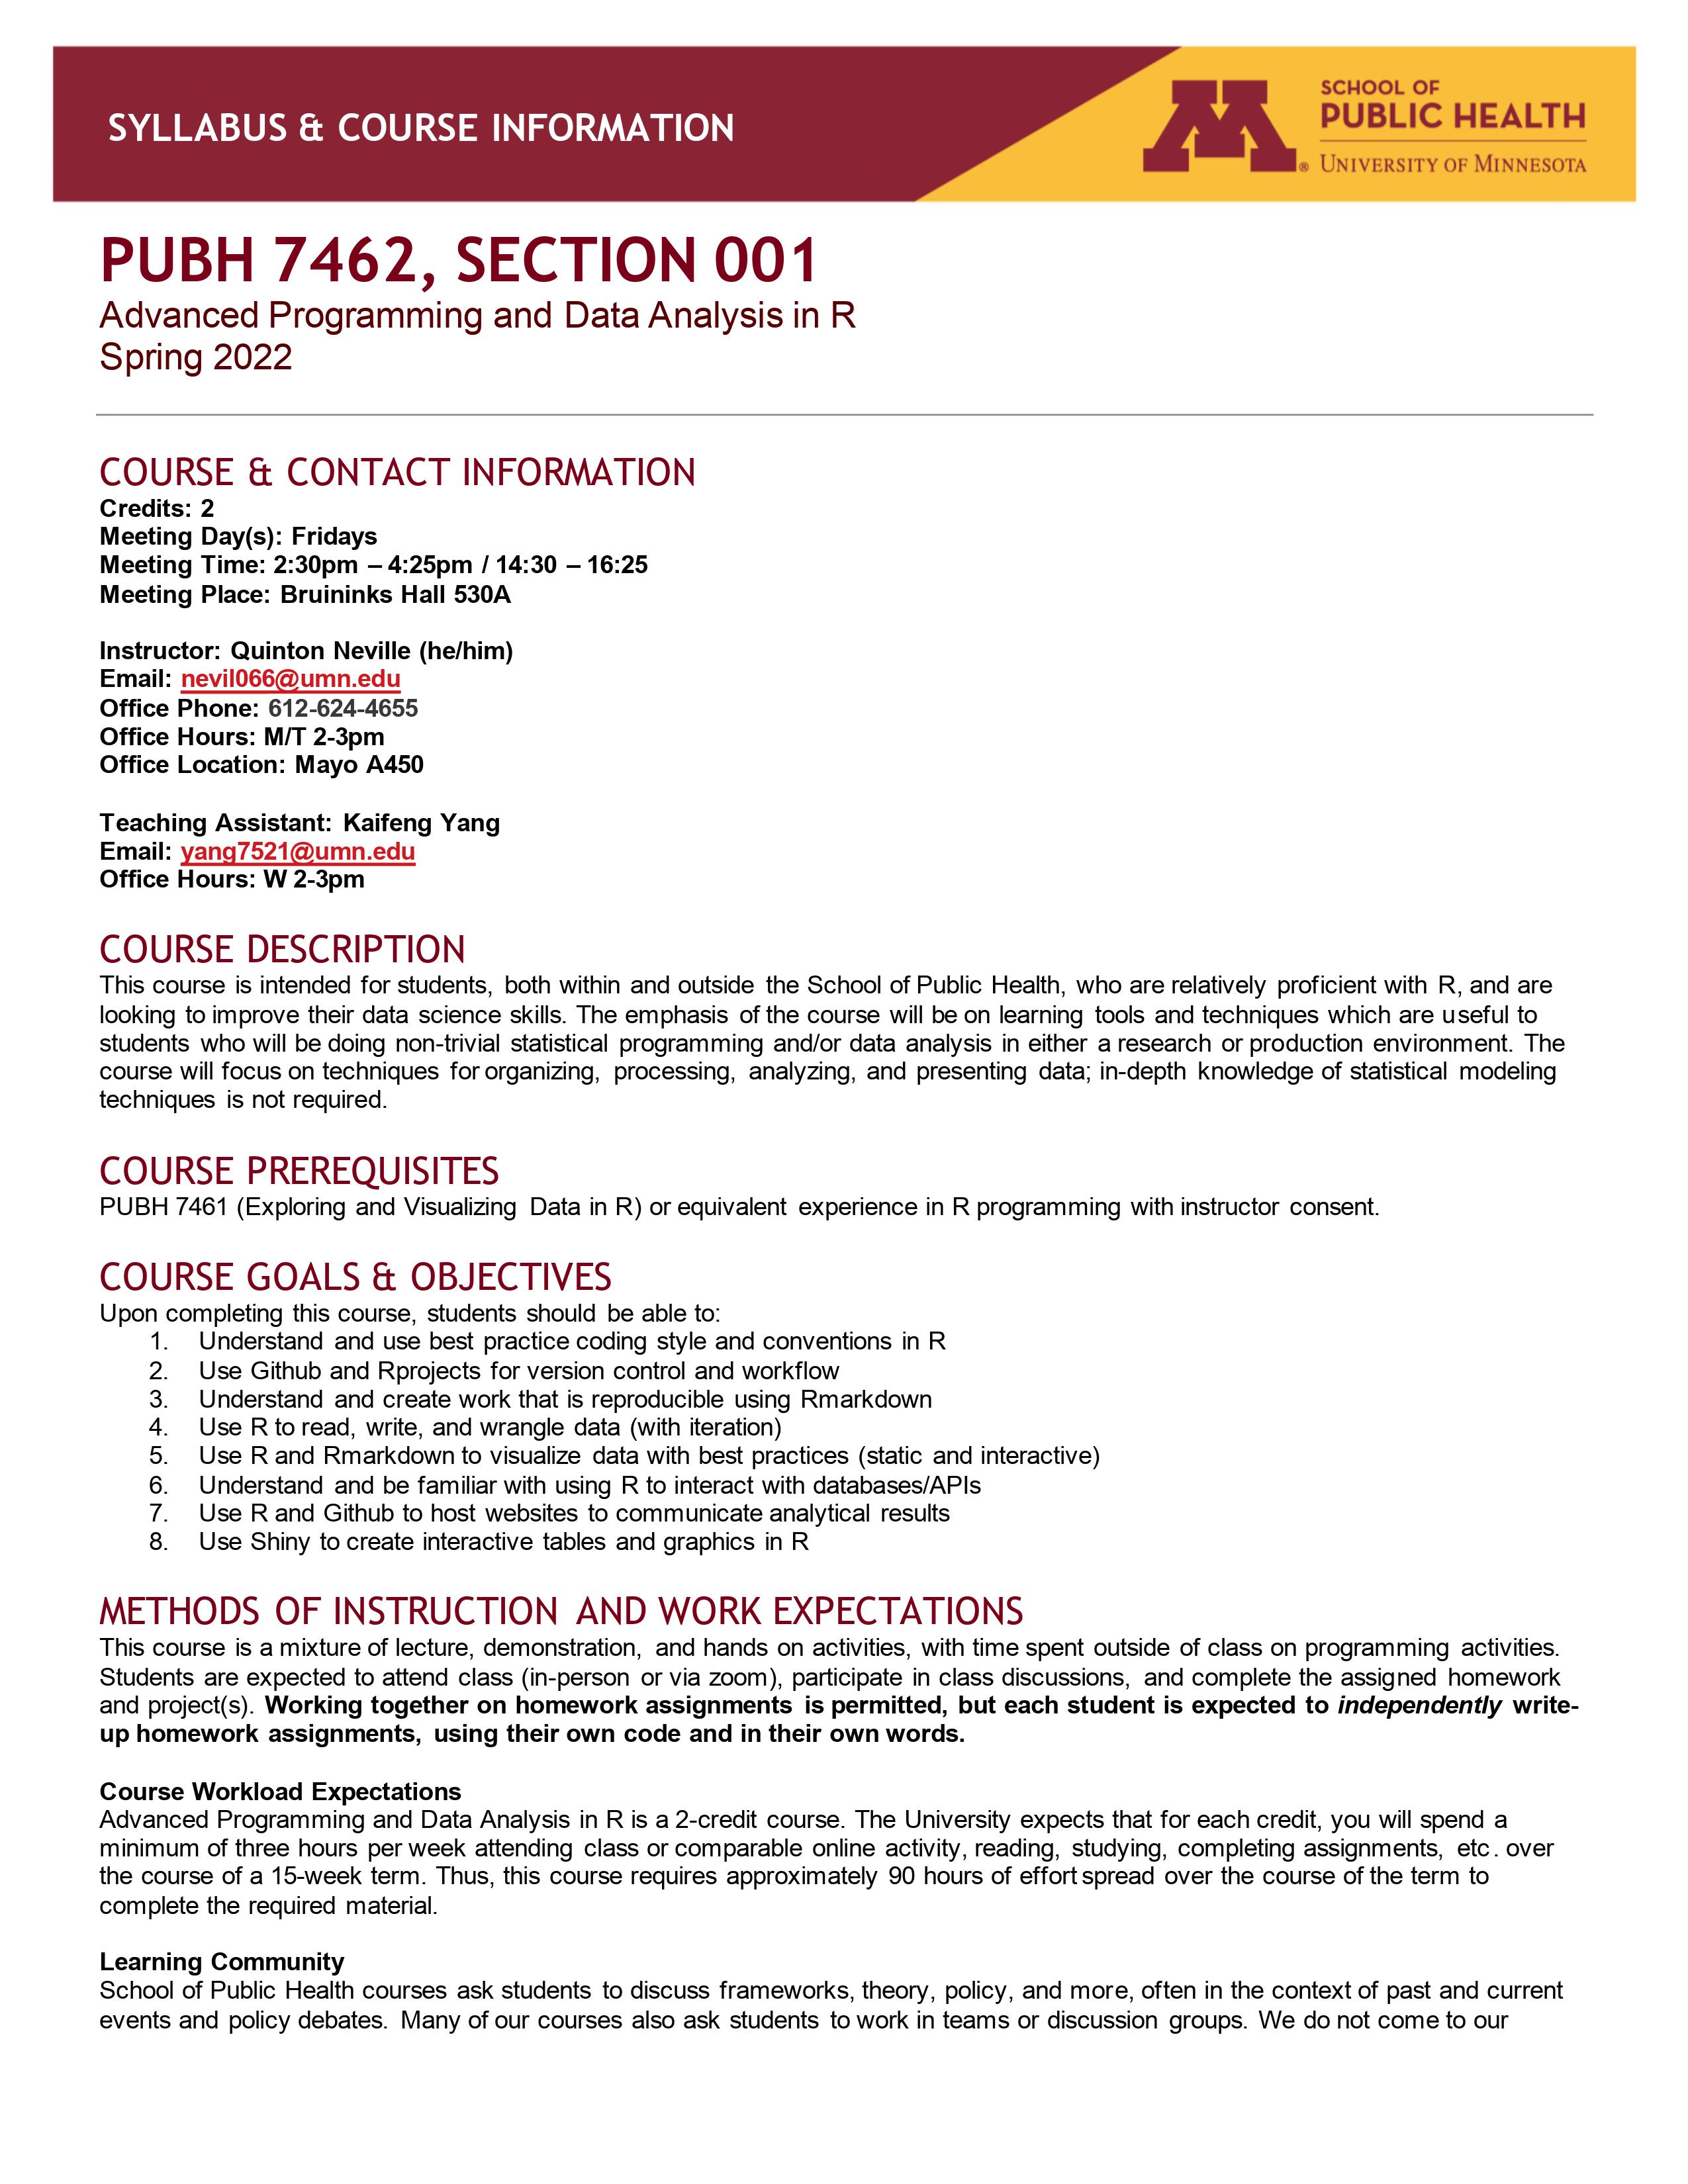 SYLLABUS & COURSE INFORMATION
SCHOOL OF
PUBLIC HEALTH
UNIVERSITY OF MINNESOTA
PUBH 7462, SECTION 001
Advanced Programming and Data Analysis in R
Spring 2022
COURSE & CONTACT INFORMATION
Credits: 2
Meeting Day(s): Fridays
Meeting Time: 2:30pm – 4:25pm / 14:30 – 16:25
Meeting Place: Bruininks Hall 530A
Instructor: Quinton Neville (he/him)
Email: nevil066@umn.edu
Office Phone: 612-624-4655
Office Hours: M/T 2-3pm
Office Location: Mayo A450
Teaching Assistant: Kaifeng Yang
Email: yang7521@umn.edu
Office Hours: W 2-3pm
COURSE DESCRIPTION
This course is intended for students, both within and outside the School of Public Health, who are relatively proficient with R, and are
looking to improve their data science skills. The emphasis of the course will be on learning tools and techniques which are useful to
students who will be doing non-trivial statistical programming and/or data analysis in either a research or production environment. The
course will focus on techniques for organizing, processing, analyzing, and presenting data; in-depth knowledge of statistical modeling
techniques is not required.
COURSE PREREQUISITES
PUBH 7461 (Exploring and Visualizing Data in R) or equivalent experience in R programming with instructor consent.
COURSE GOALS & OBJECTIVES
Upon completing this course, students should be able to:
1. Understand and use best practice coding style and conventions in R
2. Use Github and Rprojects for version control and workflow
3. Understand and create work that is reproducible using Rmarkdown
4. Use R to read, write, and wrangle data (with iteration)
5. Use R and Rmarkdown to visualize data with best practices (static and interactive)
6. Understand and be familiar with using R to interact with databases/APIs
7. Use R and Github to host websites to communicate analytical results
8. Use Shiny to create interactive tables and graphics in R
METHODS OF INSTRUCTION AND WORK EXPECTATIONS
This course is a mixture of lecture, demonstration, and hands on activities, with time spent outside of class on programming activities.
Students are expected to attend class (in-person or via zoom), participate in class discussions, and complete the assigned homework
and project(s). Working together on homework assignments is permitted, but each student is expected to independently write-
up homework assignments, using their own code and in their own words.
Course Workload Expectations
Advanced Programming and Data Analysis in R is a 2-credit course. The University expects that for each credit, you will spend a
minimum of three hours per week attending class or comparable online activity, reading, studying, completing assignments, etc. over
the course of a 15-week term. Thus, this course requires approximately 90 hours of effort spread over the course of the term to
complete the required material.
Learning Community
School of Public Health courses ask students to discuss frameworks, theory, policy, and more, often in the context of past and current
events and policy debates. Many of our courses also ask students to work in teams or discussion groups. We do not come to our